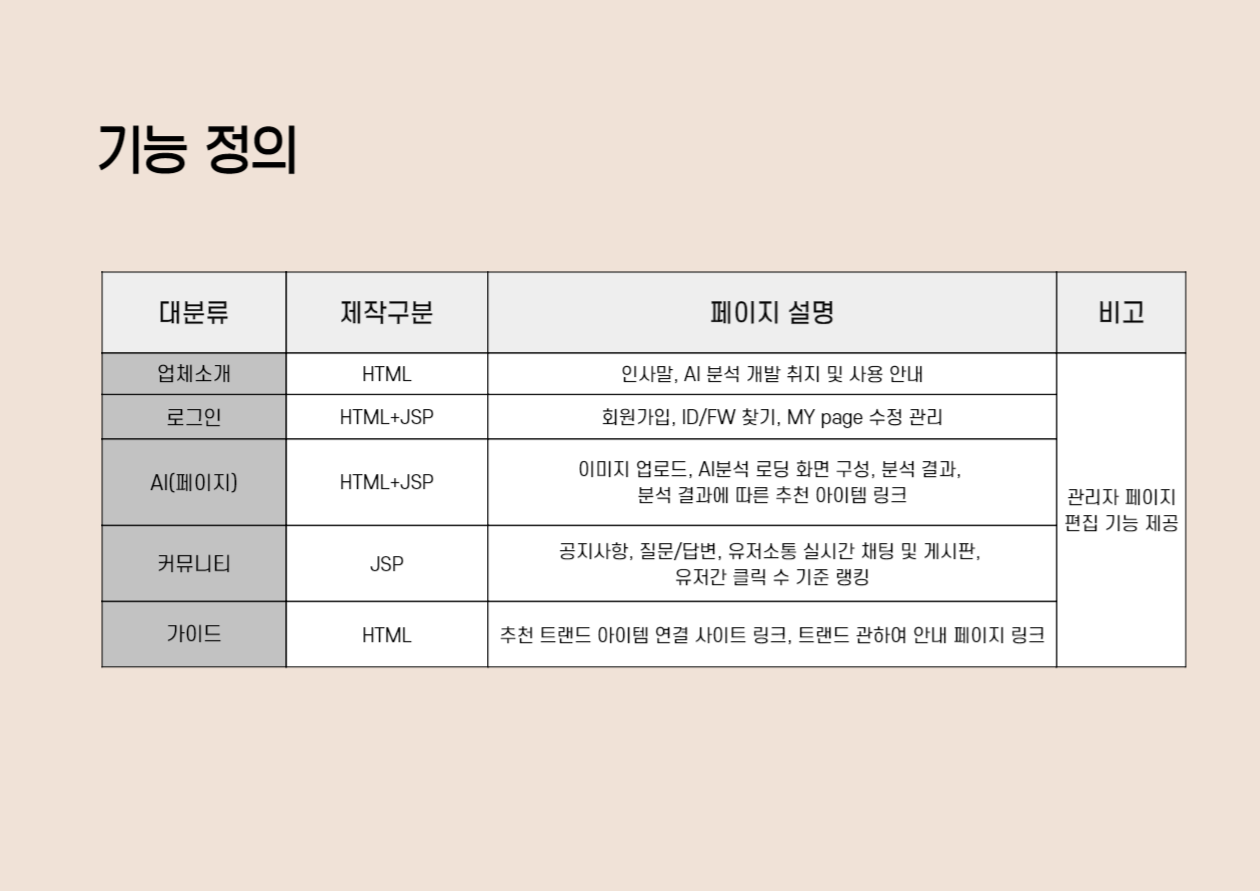 기능 정의
대분류 제작구분 페이지 설명 비고
업체소개 HTML 인사말, AI 분석 개발 취지 및 사용 안내
로그인 HTML+JSP 회원가입, ID/FW 찾기, MY page 수정 관리
AI(페이지) HTML+JSP 이미지 업로드, AI분석 로딩 화면 구성, 분석 결과,
분석 결과에 따른 추천 아이템 링크
커뮤니티 JSP 공지사항, 질문/답변, 유저소통 실시간 채팅 및 게시판,
유저간 클릭 수 기준 랭킹
가이드 HTML 추천 트랜드 아이템 연결 사이트 링크, 트랜드 관하여 안내 페이지 링크
관리자 페이지
편집 기능 제공